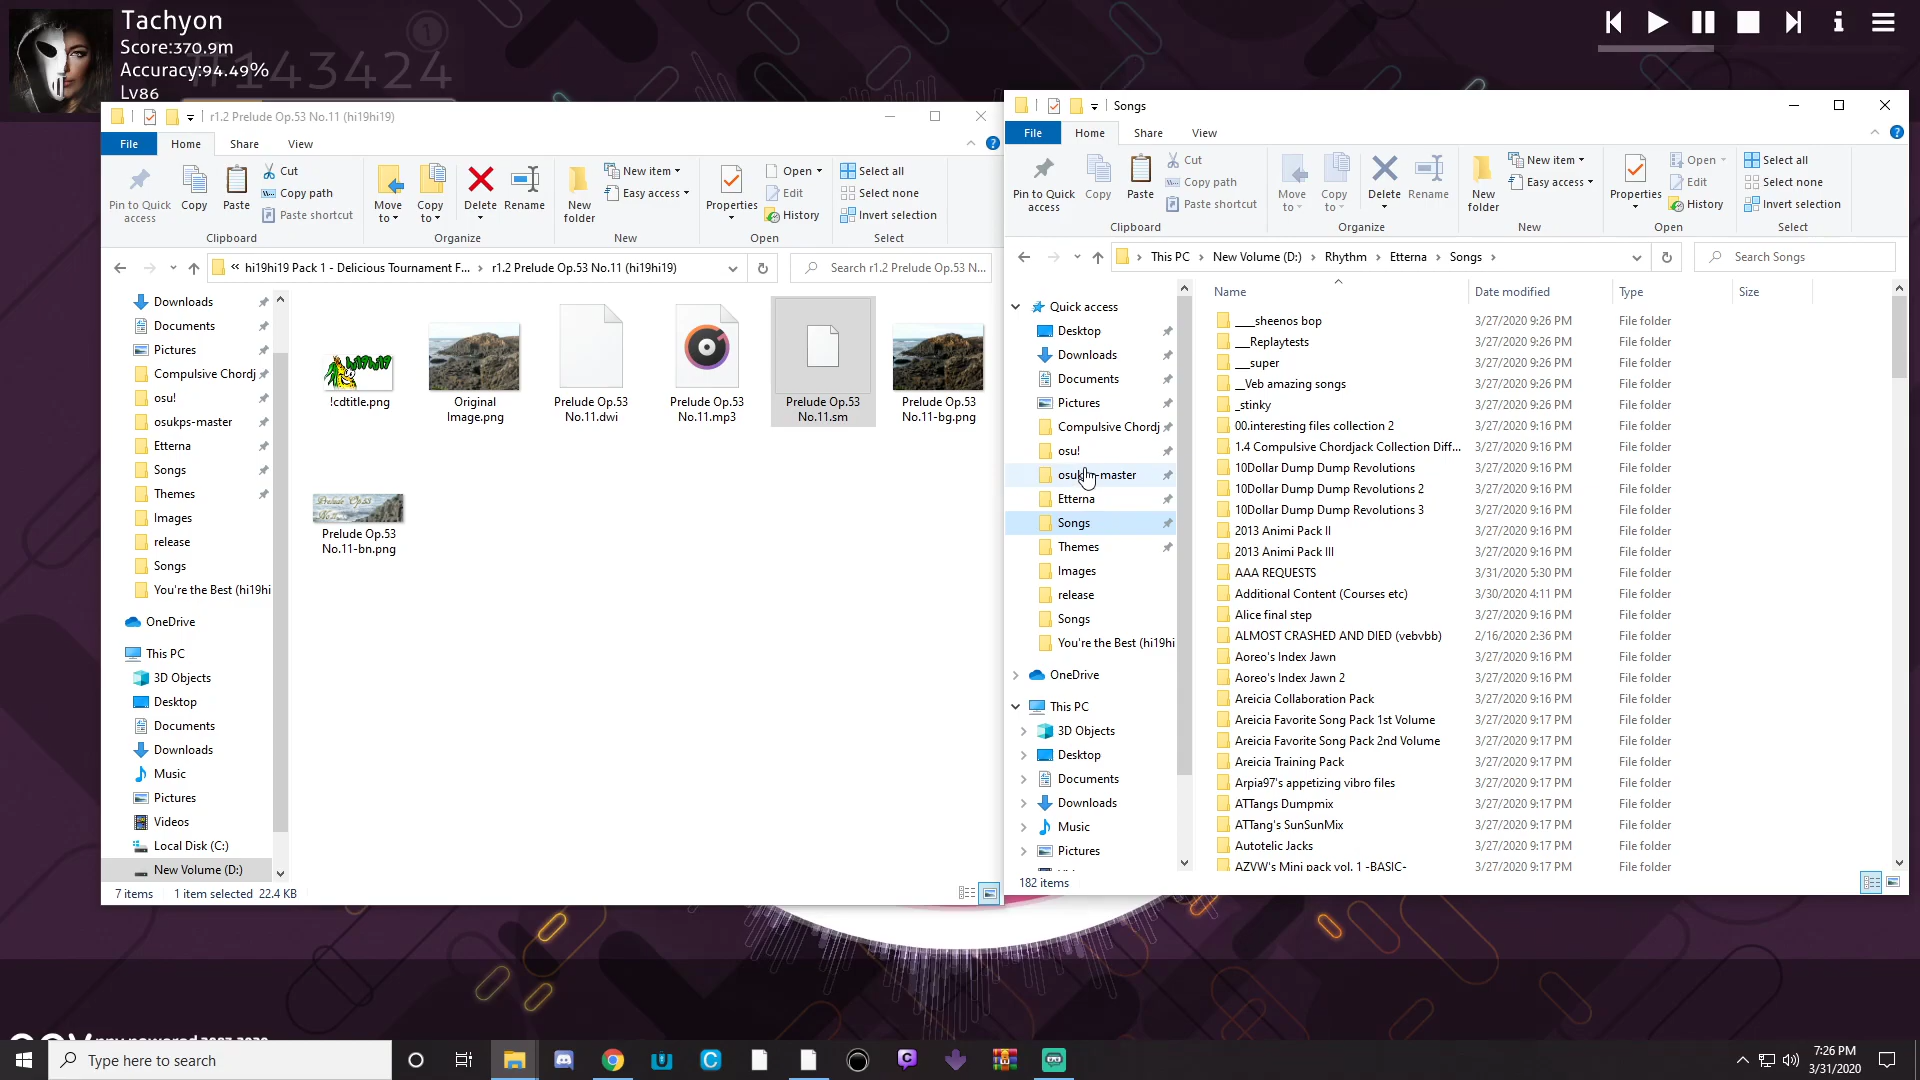 Tachyon
Score:370.9m
Accuracy:94.49%
Lv86
#143424
1
r1.2 Prelude Op.53 No.11 (hi19hi19)
File
Home
Share
View
Pin to Quick access
Copy
Paste
Cut
Copy path
Paste shortcut
Move to
Copy to
Delete
Rename
New folder
New item
Easy access
Properties
Open
Edit
History
Select all
Select none
Invert selection
Clipboard
Organize
New
Open
Select
« hi19hi19 Pack 1 - Delicious Tournament F... › r1.2 Prelude Op.53 No.11 (hi19hi19)
Search r1.2 Prelude Op.53 N...
Downloads
Documents
Pictures
Compulsive Chordj
osu!
osukps-master
Etterna
Songs
Themes
Images
release
Songs
You're the Best (hi19hi
OneDrive
This PC
3D Objects
Desktop
Documents
Downloads
Music
Pictures
Videos
Local Disk (C:)
New Volume (D:)
hi19hi19
!cdtitle.png
Original Image.png
Prelude Op.53 No.11.dwi
Prelude Op.53 No.11.mp3
Prelude Op.53 No.11.sm
Prelude Op.53 No.11-bg.png
Prelude Op.53
Prelude Op.53 No.11-bn.png
7 items
1 item selected 22.4 KB
Songs
File
Home
Share
View
Pin to Quick access
Copy
Paste
Cut
Copy path
Paste shortcut
Move to
Copy to
Delete
Rename
New folder
New item
Easy access
Properties
Open
Edit
History
Select all
Select none
Invert selection
Clipboard
Organize
New
Open
Select
This PC › New Volume (D:) › Rhythm › Etterna › Songs ›
Search Songs
Quick access
Desktop
Downloads
Documents
Pictures
Compulsive Chordj
osu!
master
Etterna
Songs
Themes
Images
release
Songs
You're the Best (hi19hi
OneDrive
This PC
3D Objects
Desktop
Documents
Downloads
Music
Pictures
Name Date modified Type Size
____sheenos bop 3/27/2020 9:26 PM File folder
___Replaytests 3/27/2020 9:26 PM File folder
___super 3/27/2020 9:26 PM File folder
__Veb amazing songs 3/27/2020 9:26 PM File folder
_stinky 3/27/2020 9:26 PM File folder
00.interesting files collection 2 3/27/2020 9:16 PM File folder
1.4 Compulsive Chordjack Collection Diff... 3/27/2020 9:16 PM File folder
10Dollar Dump Dump Revolutions 3/27/2020 9:16 PM File folder
10Dollar Dump Dump Revolutions 2 3/27/2020 9:16 PM File folder
10Dollar Dump Dump Revolutions 3 3/27/2020 9:16 PM File folder
2013 Animi Pack II 3/27/2020 9:16 PM File folder
2013 Animi Pack III 3/27/2020 9:16 PM File folder
AAA REQUESTS 3/31/2020 5:30 PM File folder
Additional Content (Courses etc) 3/30/2020 4:11 PM File folder
Alice final step 3/27/2020 9:16 PM File folder
ALMOST CRASHED AND DIED (vebvbb) 2/16/2020 2:36 PM File folder
Aoreo's Index Jawn 3/27/2020 9:16 PM File folder
Aoreo's Index Jawn 2 3/27/2020 9:16 PM File folder
Areicia Collaboration Pack 3/27/2020 9:16 PM File folder
Areicia Favorite Song Pack 1st Volume 3/27/2020 9:17 PM File folder
Areicia Favorite Song Pack 2nd Volume 3/27/2020 9:17 PM File folder
Areicia Training Pack 3/27/2020 9:17 PM File folder
Arpia97's appetizing vibro files 3/27/2020 9:17 PM File folder
ATTangs Dumpmix 3/27/2020 9:17 PM File folder
ATTang's SunSunMix 3/27/2020 9:17 PM File folder
Autotelic Jacks 3/27/2020 9:17 PM File folder
AZVW's Mini pack vol. 1 -BASIC- 3/27/2020 9:17 PM File folder
182 items
Type here to search
7:26 PM
3/31/2020